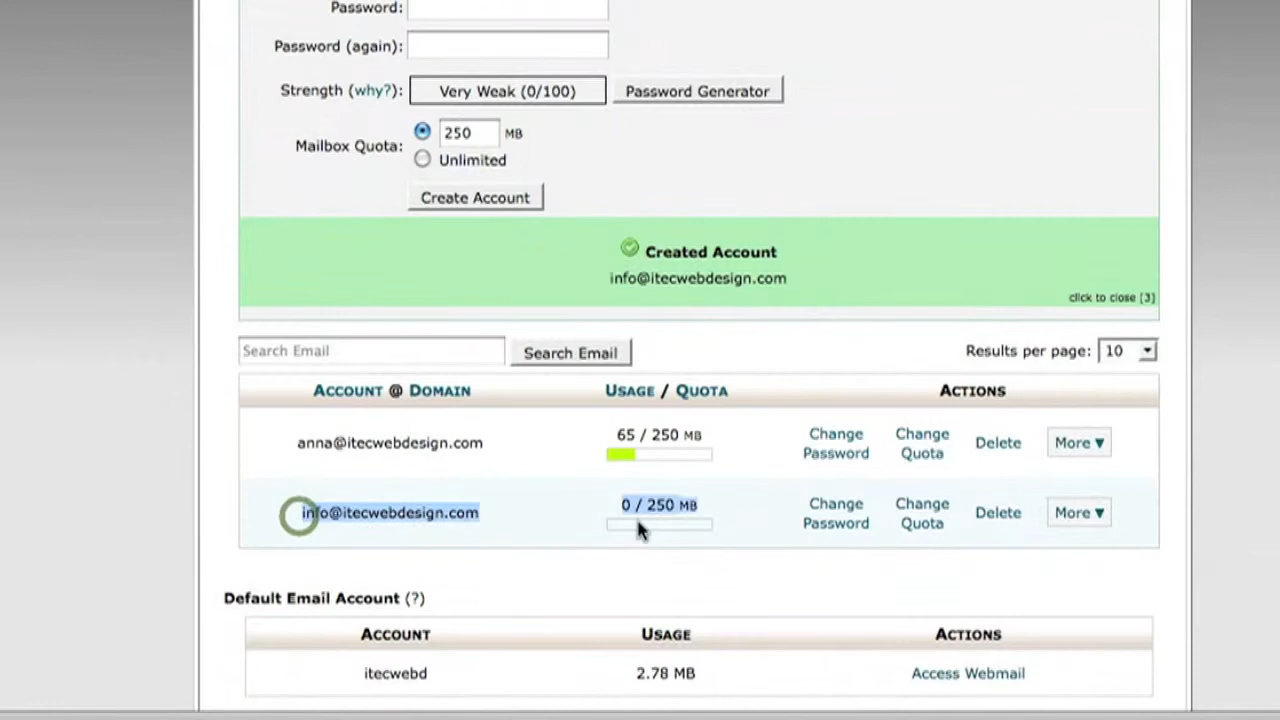 Password:
Password (again):
Strength (why?): Very Weak (0/100) Password Generator
Mailbox Quota: 250 MB
Unlimited
Create Account
Created Account
info@itecwebdesign.com
click to close [3]
Search Email Search Email Results per page: 10
ACCOUNT @ DOMAIN USAGE / QUOTA ACTIONS
anna@itecwebdesign.com 65 / 250 MB Change Password Change Quota Delete More ▼
info@itecwebdesign.com 0 / 250 MB Change Password Change Quota Delete More ▼
Default Email Account (?)
ACCOUNT USAGE ACTIONS
itecwebd 2.78 MB Access Webmail